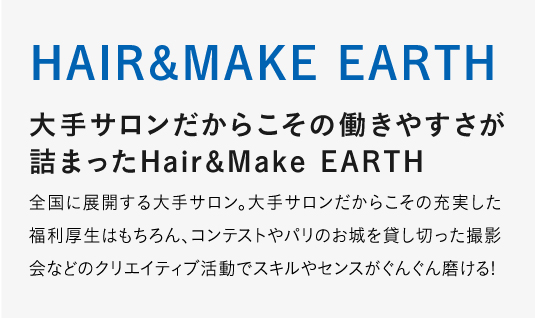 HAIR&MAKE EARTH
大手サロンだからこその働きやすさが
詰まったHair&Make EARTH
全国に展開する大手サロン。大手サロンだからこその充実した
福利厚生はもちろん、コンテストやパリのお城を貸し切った撮影
会などのクリエイティブ活動でスキルやセンスがぐんぐん磨ける!